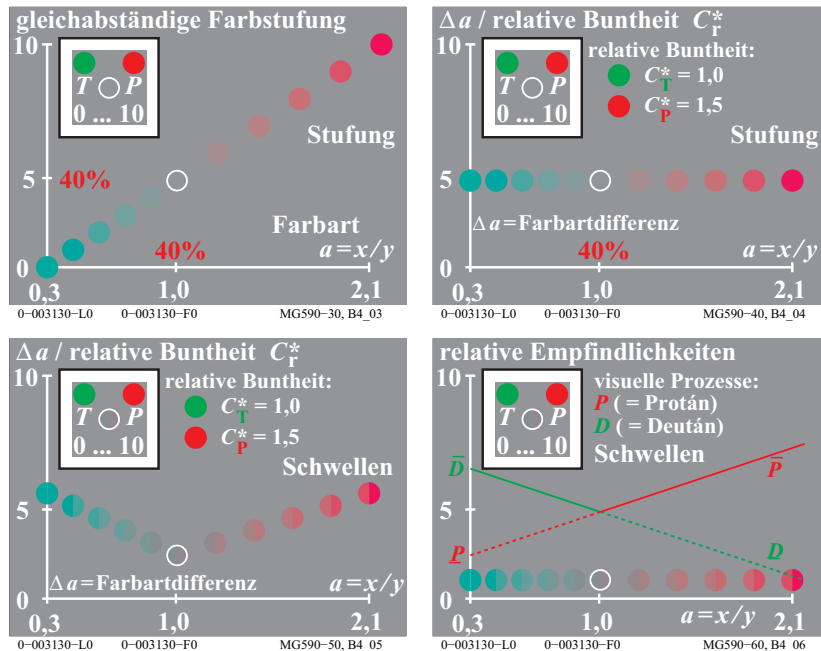 gleichabständige Farbstufung
10
T P
0 ... 10
Stufung
5
40%
Farbart
40%
a=x/y
0
0,3 1,0 2,1
0−003130−L0 0−003130−F0 MG590−30, B4_03
Δa / relative Buntheit C*r
10
relative Buntheit:
T P
0 ... 10
C*T = 1,0
C*P = 1,5
Stufung
5
Δa=Farbartdifferenz
40%
a=x/y
0
0,3 1,0 2,1
0−003130−L0 0−003130−F0 MG590−40, B4_04
Δa / relative Buntheit C*r
10
relative Buntheit:
T P
0 ... 10
C*T = 1,0
C*P = 1,5
Schwellen
5
Δa=Farbartdifferenz
a=x/y
0
0,3 1,0 2,1
0−003130−L0 0−003130−F0 MG590−50, B4_05
relative Empfindlichkeiten
10
visuelle Prozesse:
T P
0 ... 10
P ( = Protán)
D ( = Deután)
Schwellen
D̅ P̅
5
P̲ D̲
0
0,3 1,0 a=x/y 2,1
0−003130−L0 0−003130−F0 MG590−60, B4_06